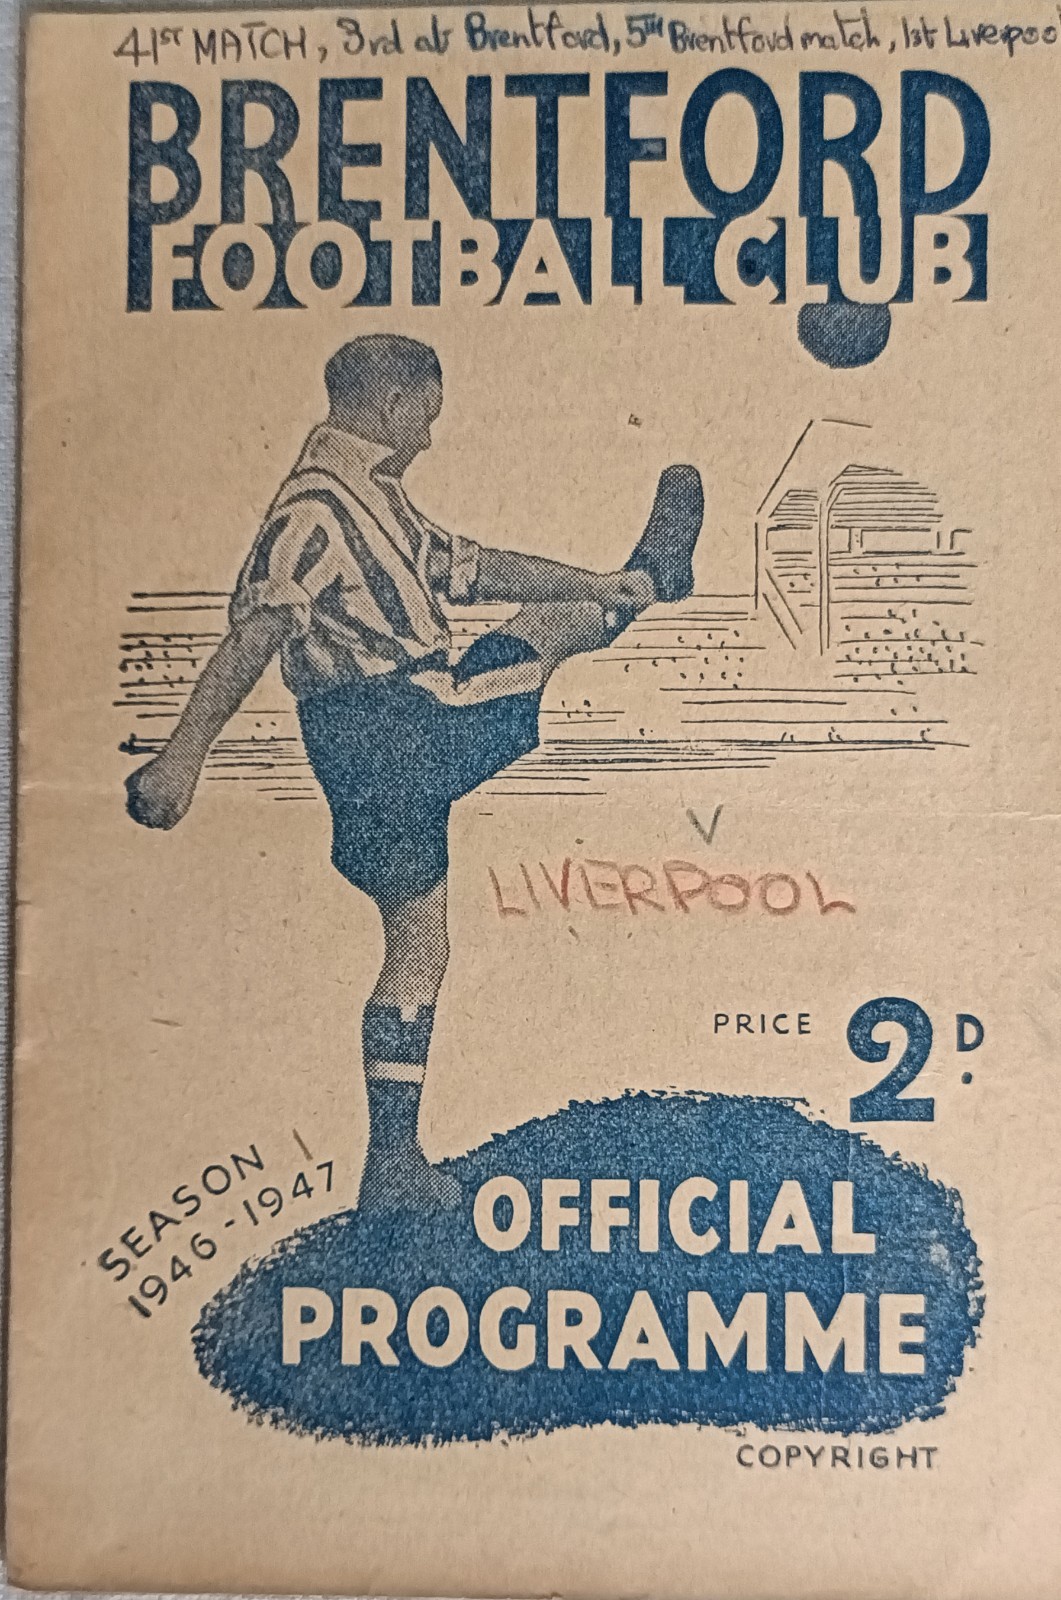 41ST MATCH, 3rd at Brentford, 5TH Brentford match, 1st Liverpoo
BRENTFORD
FOOTBALL CLUB
V
LIVERPOOL
PRICE 2D.
SEASON
1946-1947
OFFICIAL
PROGRAMME
COPYRIGHT